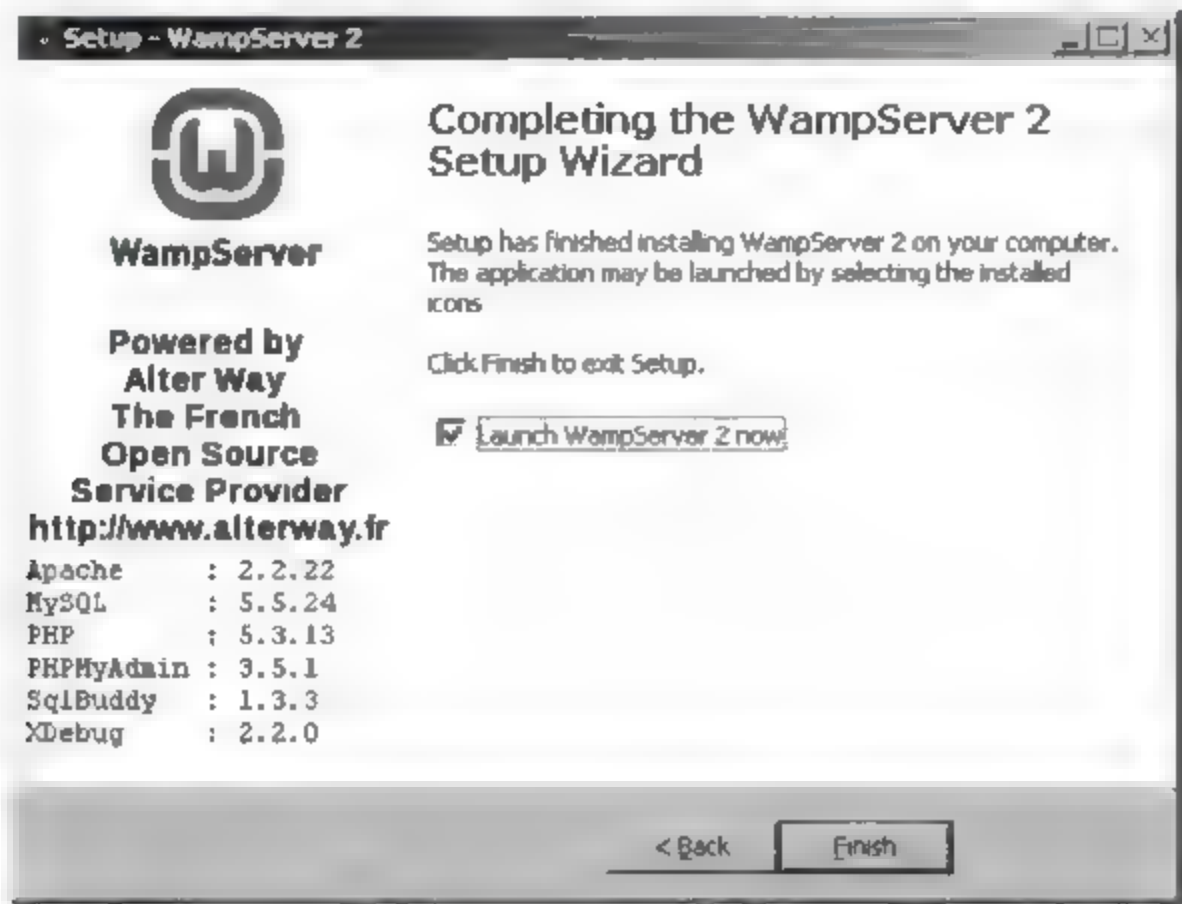 Setup - WampServer 2
WampServer
Powered by
Alter Way
The French
Open Source
Service Provider
http://www.alterway.fr
Apache : 2.2.22
MySQL : 5.5.24
PHP : 5.3.13
PHPMyAdmin : 3.5.1
SqlBuddy : 1.3.3
XDebug : 2.2.0
Completing the WampServer 2
Setup Wizard
Setup has finished installing WampServer 2 on your computer.
The application may be launched by selecting the installed
icons
Click Finish to exit Setup.
Launch WampServer 2 now
< Back
Finish